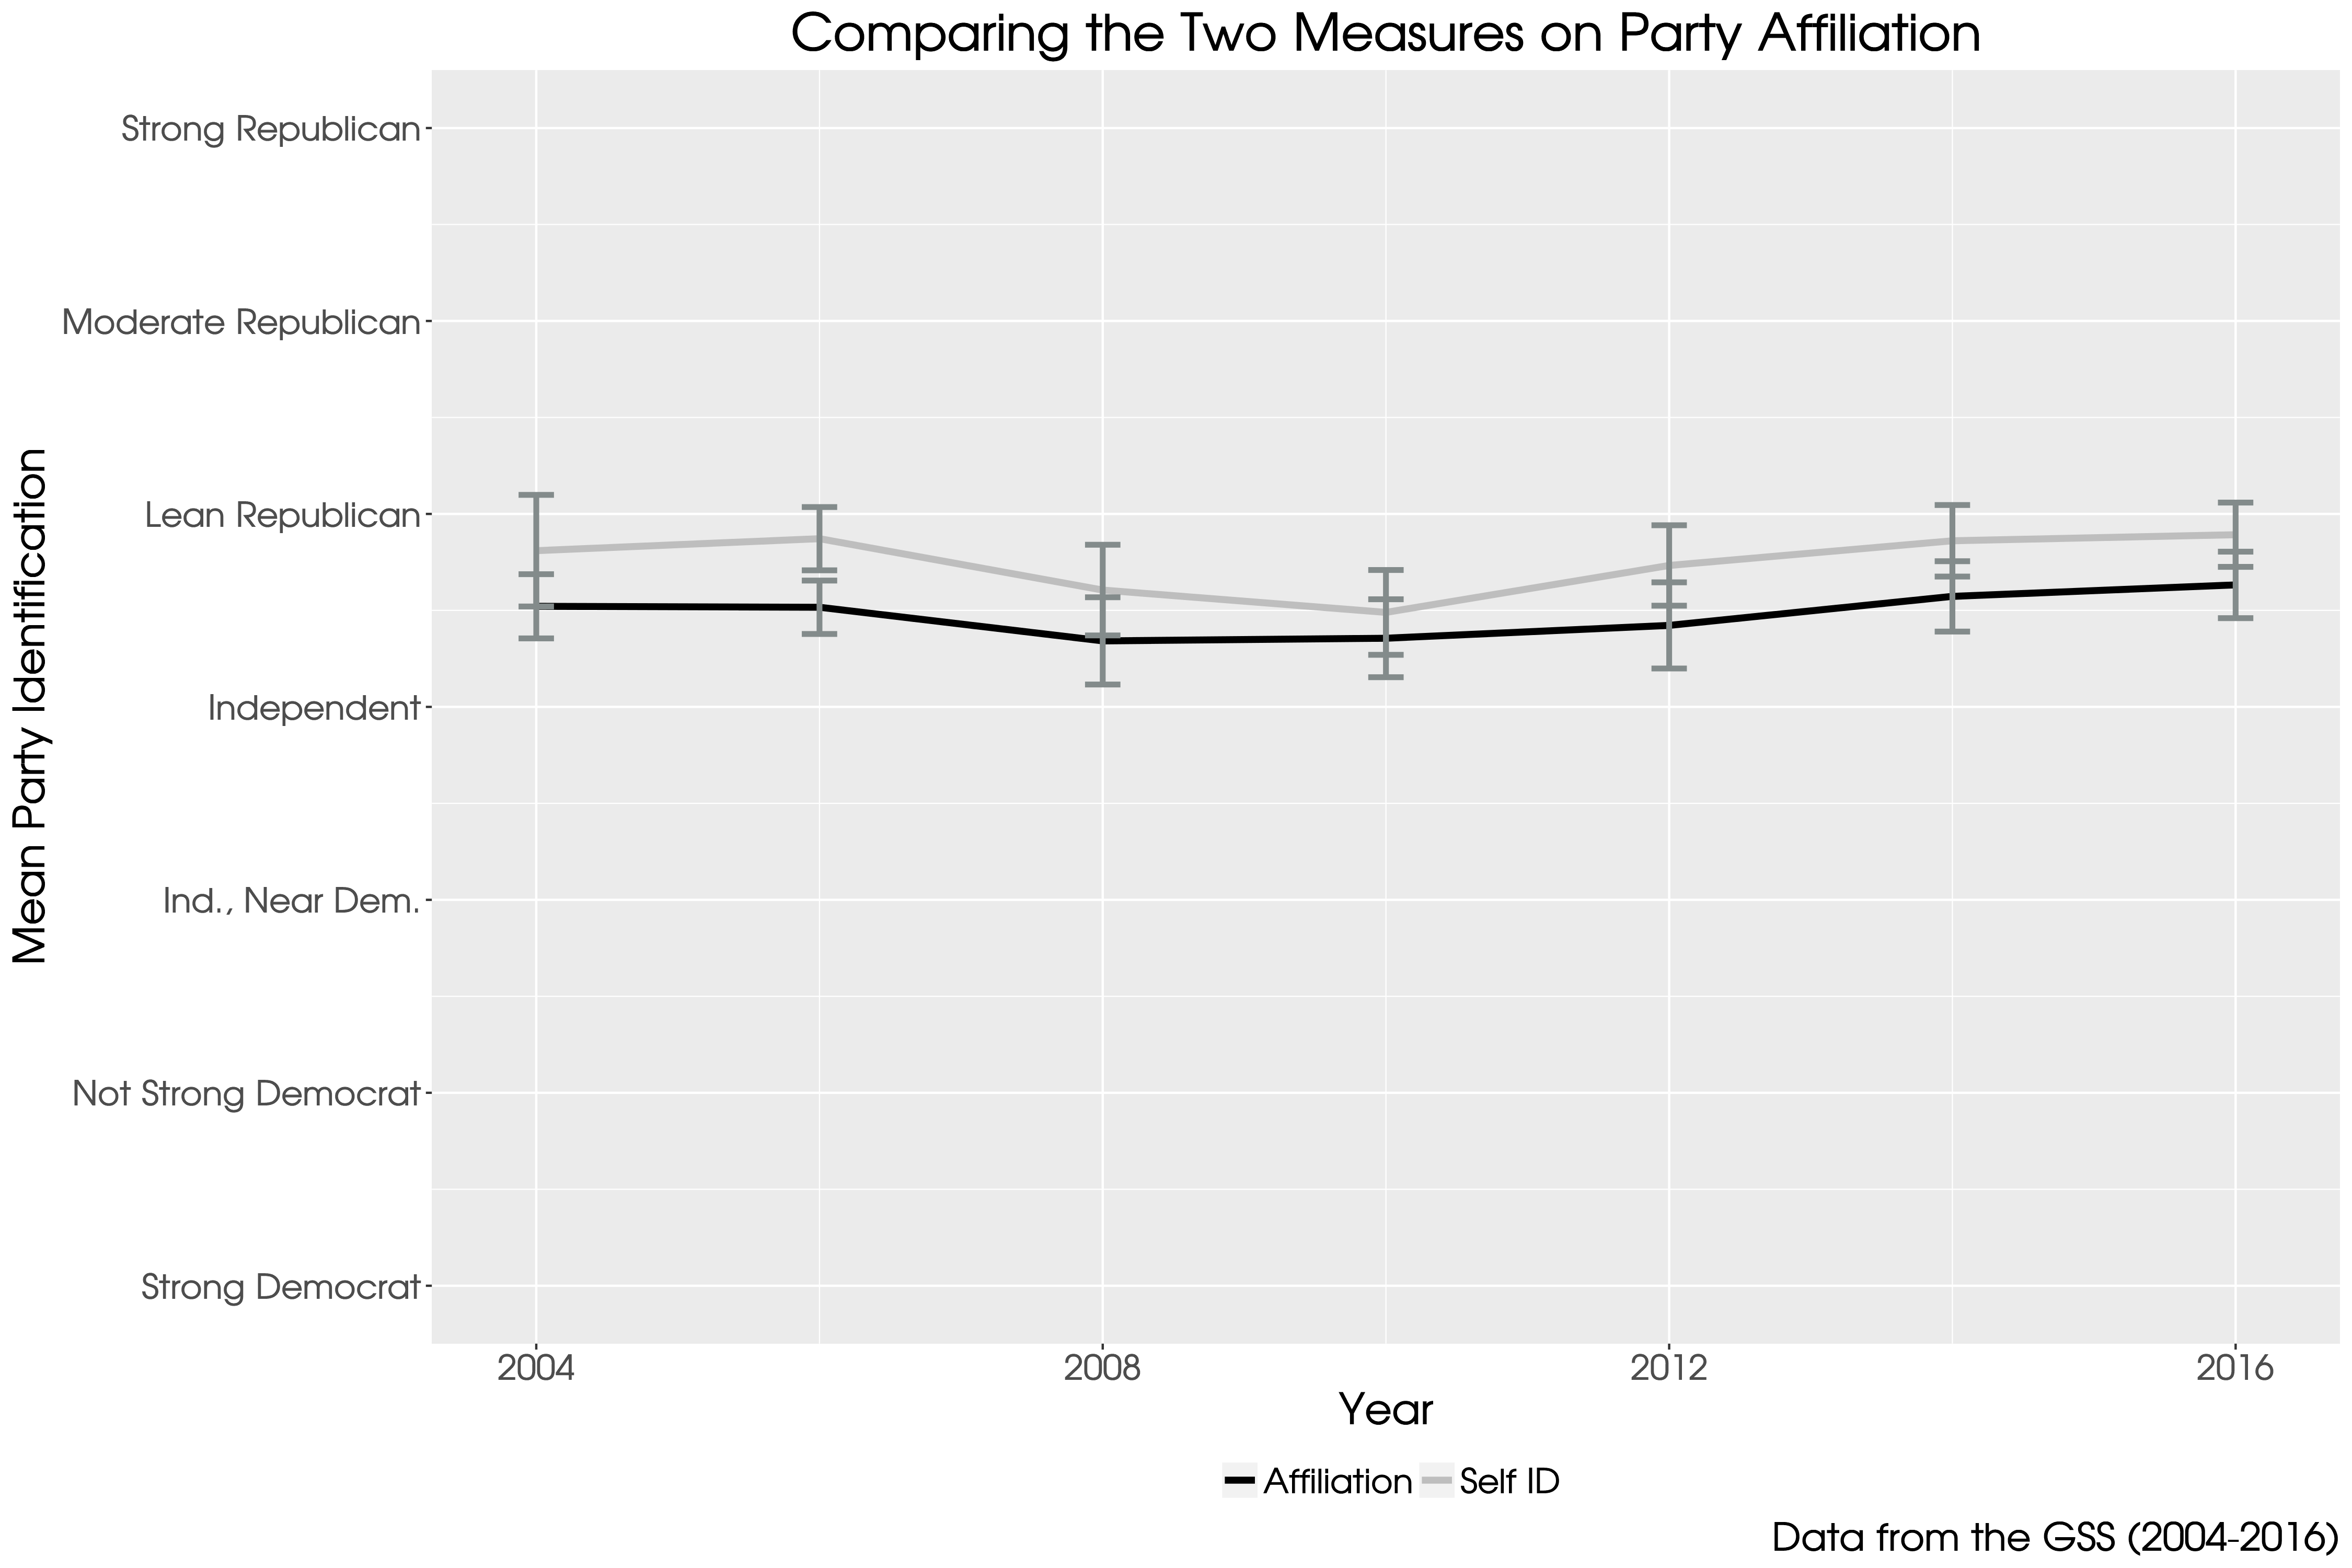 Comparing the Two Measures on Party Affiliation
Mean Party Identification
Strong Republican
Moderate Republican
Lean Republican
Independent
Ind., Near Dem.
Not Strong Democrat
Strong Democrat
2004 2008 2012 2016
Year
Affiliation Self ID
Data from the GSS (2004-2016)